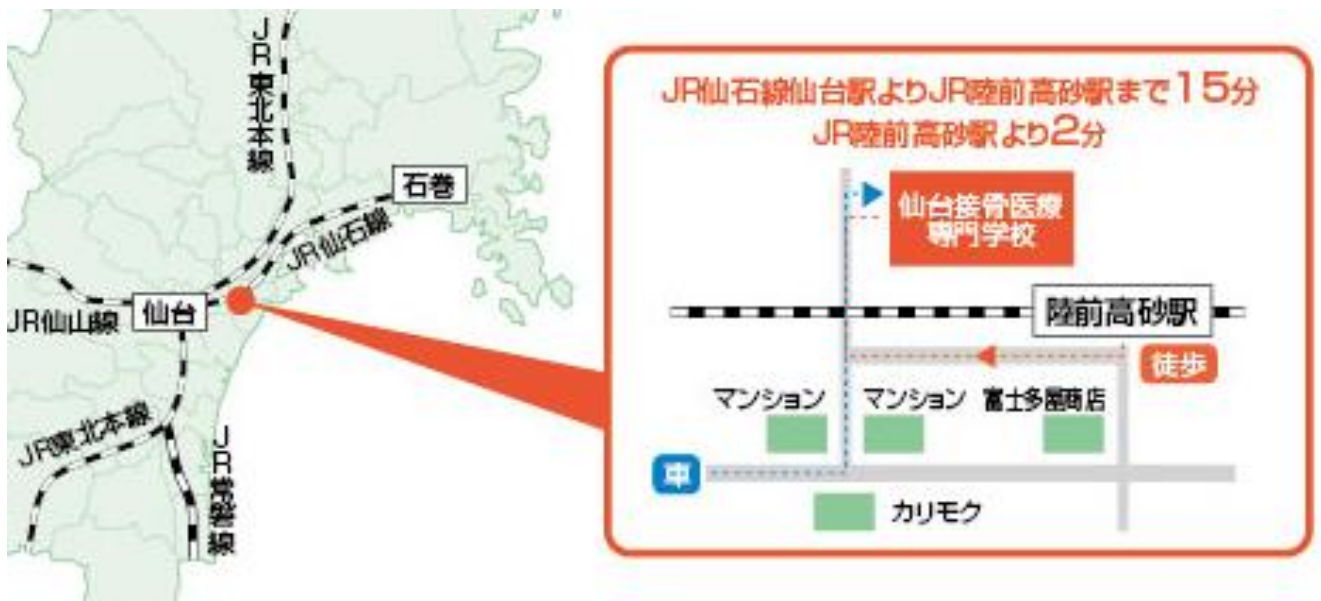 JR東北本線
石巻
JR仙石線
JR仙山線
仙台
JR東北本線
JR常磐線
JR仙石線仙台駅よりJR陸前高砂駅まで15分
JR陸前高砂駅より2分
仙台接骨医療
専門学校
陸前高砂駅
徒歩
マンション
マンション
富士多屋商店
車
カリモク